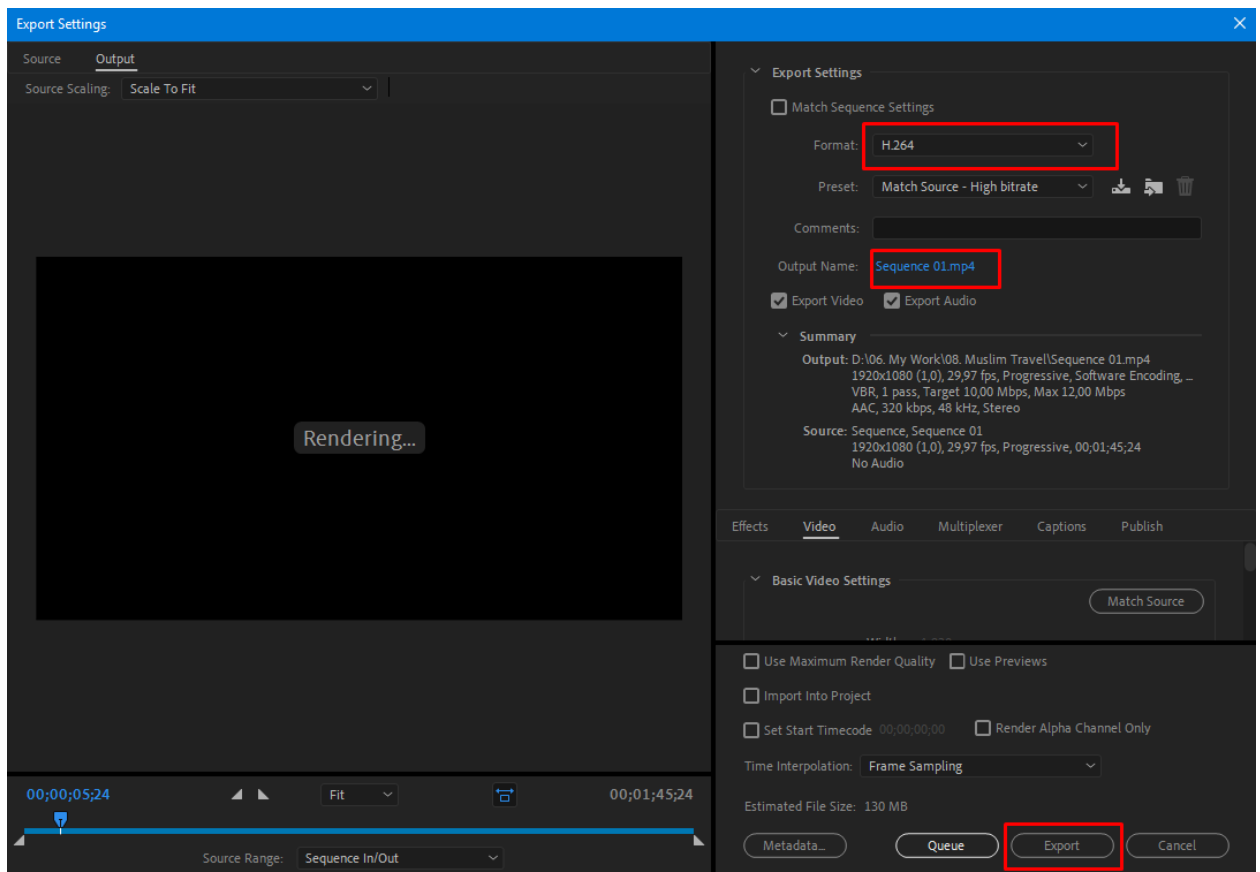 Export Settings
Source Output
Source Scaling: Scale To Fit
Rendering...
00;00;05;24 Fit 00;01;45;24
Source Range: Sequence In/Out
Export Settings
Match Sequence Settings
Format: H.264
Preset: Match Source - High bitrate
Comments:
Output Name: Sequence 01.mp4
Export Video Export Audio
Summary
Output: D:\06. My Work\08. Muslim Travel\Sequence 01.mp4
1920x1080 (1,0), 29,97 fps, Progressive, Software Encoding, ...
VBR, 1 pass, Target 10,00 Mbps, Max 12,00 Mbps
AAC, 320 kbps, 48 kHz, Stereo
Source: Sequence, Sequence 01
1920x1080 (1,0), 29,97 fps, Progressive, 00;01;45;24
No Audio
Effects Video Audio Multiplexer Captions Publish
Basic Video Settings
Match Source
Use Maximum Render Quality Use Previews
Import Into Project
Set Start Timecode 00;00;00;00 Render Alpha Channel Only
Time Interpolation: Frame Sampling
Estimated File Size: 130 MB
Metadata... Queue Export Cancel